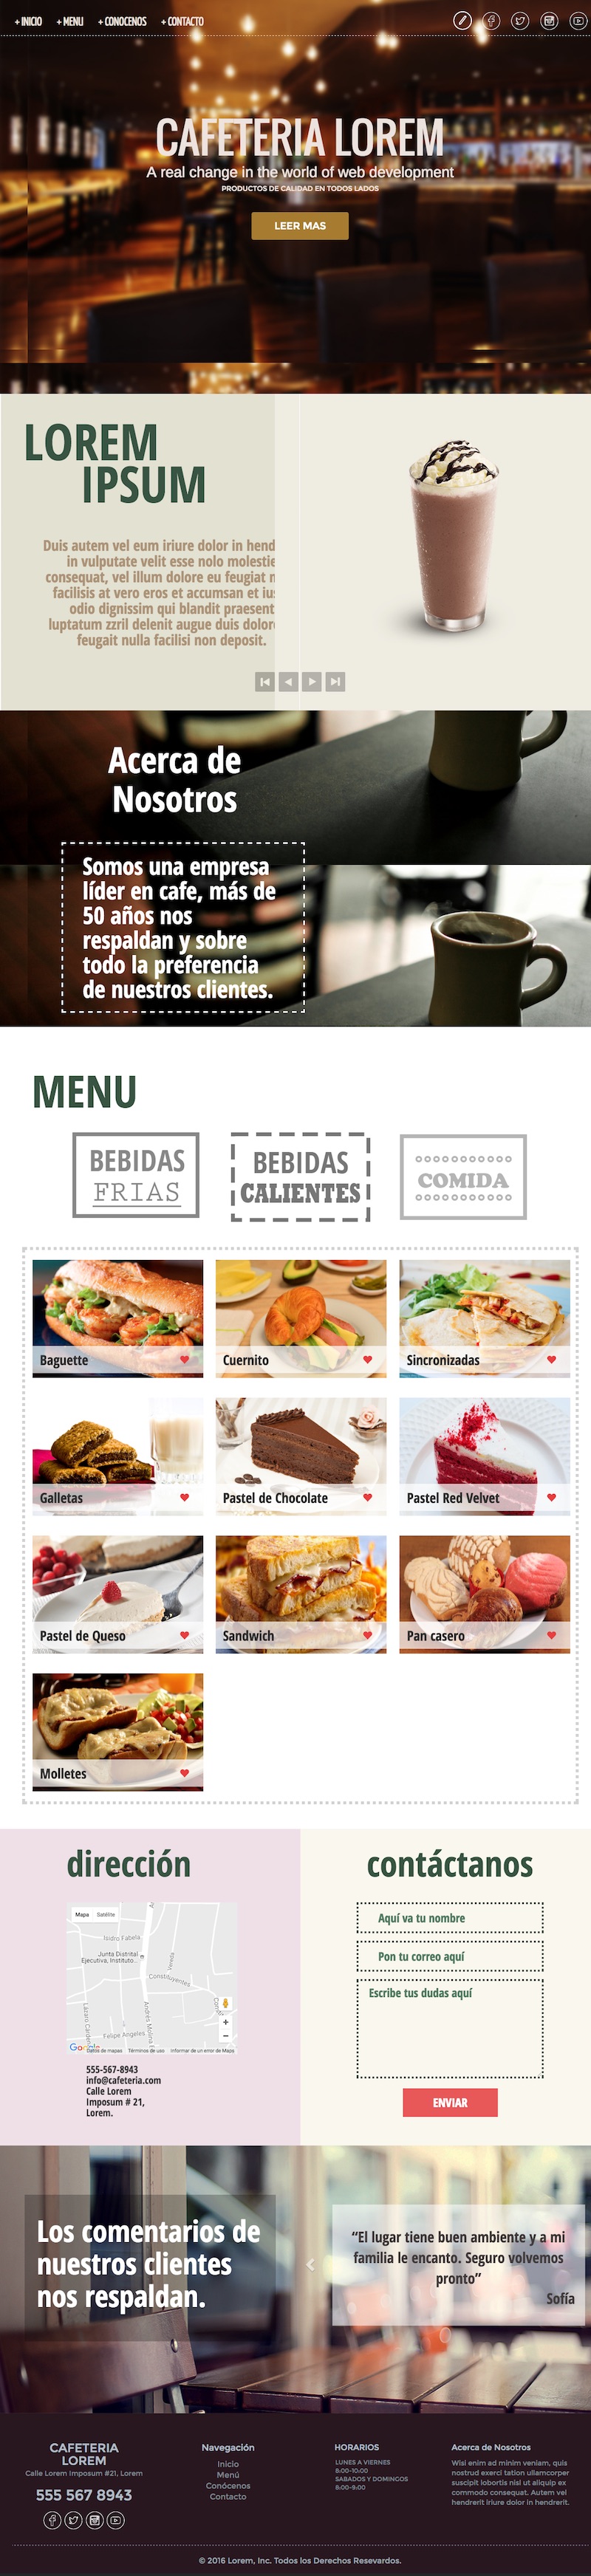 + INICIO + MENU + CONOCENOS + CONTACTO
CAFETERIA LOREM
A real change in the world of web development
PRODUCTOS DE CALIDAD EN TODOS LADOS
LEER MAS
LOREM
IPSUM
Duis autem vel eum iriure dolor in hend
in vulputate velit esse nolo molestie
consequat, vel illum dolore eu feugiat n
facilisis at vero eros et accumsan et ius
odio dignissim qui blandit praesent
luptatum zzril delenit augue duis dolore
feugait nulla facilisi non deposit.
Acerca de
Nosotros
Somos una empresa
líder en cafe, más de
50 años nos
respaldan y sobre
todo la preferencia
de nuestros clientes.
MENU
BEBIDAS
FRIAS
BEBIDAS
CALIENTES
COMIDA
Baguette
Cuernito
Sincronizadas
Galletas
Pastel de Chocolate
Pastel Red Velvet
Pastel de Queso
Sandwich
Pan casero
Molletes
dirección
Mapa Satélite
Isidro Fabela
Junta Distrital
Ejecutiva, Instituto...
Vereda
Constituyentes
Lázaro Cárdenas
Andrés Molina E
Felipe Angeles
Google
Datos de mapas Términos de uso Informar de un error de Maps
555-567-8943
info@cafeteria.com
Calle Lorem
Imposum # 21,
Lorem.
contáctanos
Aquí va tu nombre
Pon tu correo aquí
Escribe tus dudas aquí
ENVIAR
Los comentarios de
nuestros clientes
nos respaldan.
“El lugar tiene buen ambiente y a mi
familia le encanto. Seguro volvemos
pronto”
Sofía
CAFETERIA
LOREM
Calle Lorem Imposum #21, Lorem
555 567 8943
Navegación
Inicio
Menú
Conócenos
Contacto
HORARIOS
LUNES A VIERNES
8:00-10:00
SABADOS Y DOMINGOS
8:00-9:00
Acerca de Nosotros
Wisi enim ad minim veniam, quis
nostrud exerci tation ullamcorper
suscipit lobortis nisl ut aliquip ex
commodo consequat. Autem vel
hendrerit iriure dolor in hendrerit.
© 2016 Lorem, Inc. Todos los Derechos Resevardos.